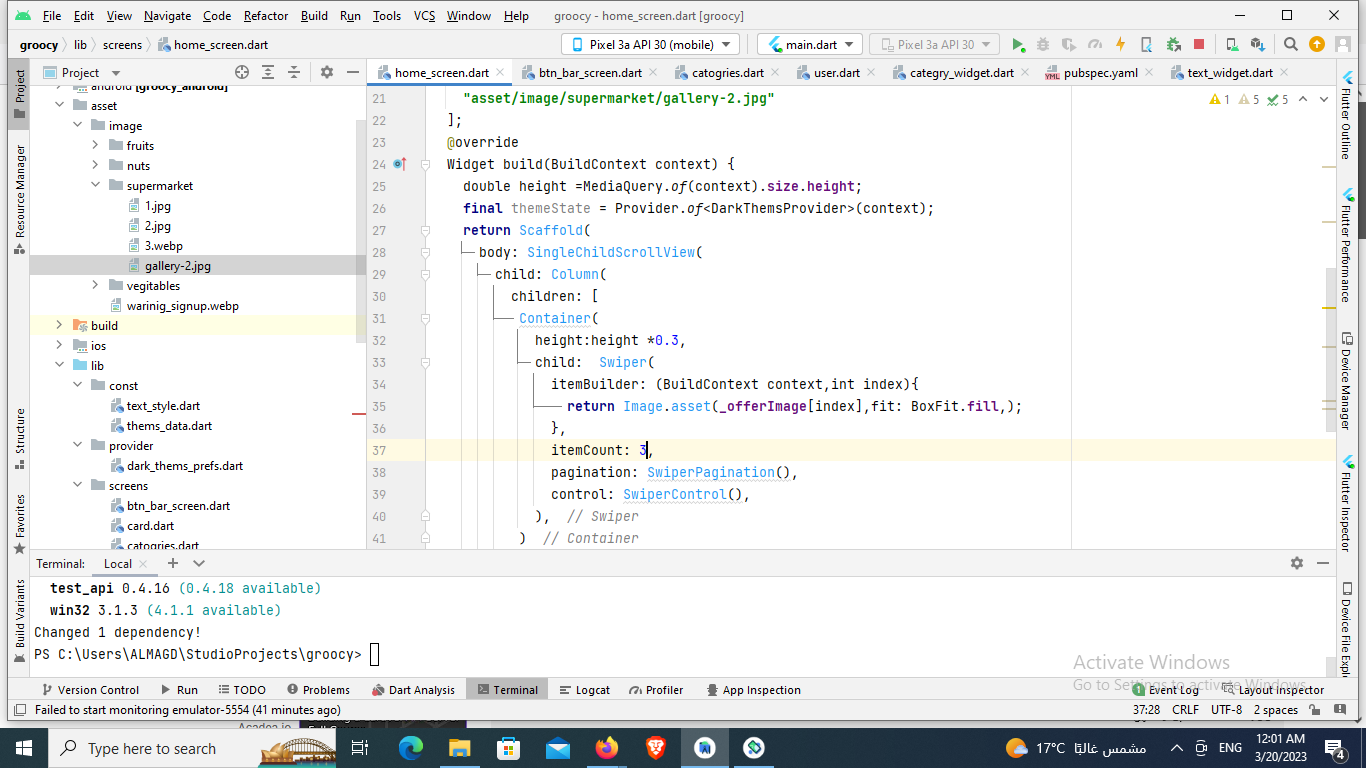 File Edit View Navigate Code Refactor Build Run Tools VCS Window Help groocy - home_screen.dart [groocy]
groocy lib screens home_screen.dart Pixel 3a API 30 (mobile) main.dart Pixel 3a API 30
Project
home_screen.dart btn_bar_screen.dart catogries.dart user.dart categry_widget.dart pubspec.yaml text_widget.dart
Project
Resource Manager
Structure
Favorites
Build Variants
android [groocy_android]
asset
image
fruits
nuts
supermarket
1.jpg
2.jpg
3.webp
gallery-2.jpg
vegitables
warinig_signup.webp
build
ios
lib
const
text_style.dart
thems_data.dart
provider
dark_thems_prefs.dart
screens
btn_bar_screen.dart
card.dart
catogries.dart
1 5 5
21 "asset/image/supermarket/gallery-2.jpg"
22 ];
23 @override
24 Widget build(BuildContext context) {
25 double height =MediaQuery.of(context).size.height;
26 final themeState = Provider.of<DarkThemsProvider>(context);
27 return Scaffold(
28 body: SingleChildScrollView(
29 child: Column(
30 children: [
31 Container(
32 height:height *0.3,
33 child:  Swiper(
34 itemBuilder: (BuildContext context,int index){
35 return Image.asset(_offerImage[index],fit: BoxFit.fill,);
36 },
37 itemCount: 3,
38 pagination: SwiperPagination(),
39 control: SwiperControl(),
40 ),  // Swiper
41 )  // Container
Flutter Outline
Flutter Performance
Device Manager
Flutter Inspector
Device File Expl
Terminal: Local
test_api 0.4.16 (0.4.18 available)
win32 3.1.3 (4.1.1 available)
Changed 1 dependency!
PS C:\Users\ALMAGD\StudioProjects\groocy>
Activate Windows
Go to Settings to activate Windows.
Version Control Run TODO Problems Dart Analysis Terminal Logcat Profiler App Inspection 1 Event Log Layout Inspector
Failed to start monitoring emulator-5554 (41 minutes ago) 37:28 CRLF UTF-8 2 spaces
Type here to search
17°C مشمس غالبًا
ENG
12:01 AM
3/20/2023
4